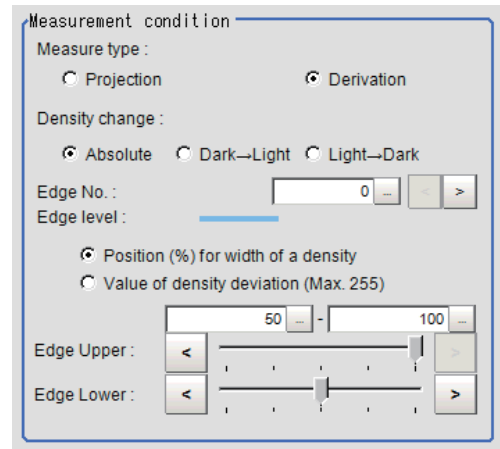 Measurement condition
Measure type :
Projection Derivation
Density change :
Absolute Dark→Light Light→Dark
Edge No. : 0 ... < >
Edge level :
Position (%) for width of a density
Value of density deviation (Max. 255)
50 ... - 100 ...
Edge Upper : < >
Edge Lower : < >